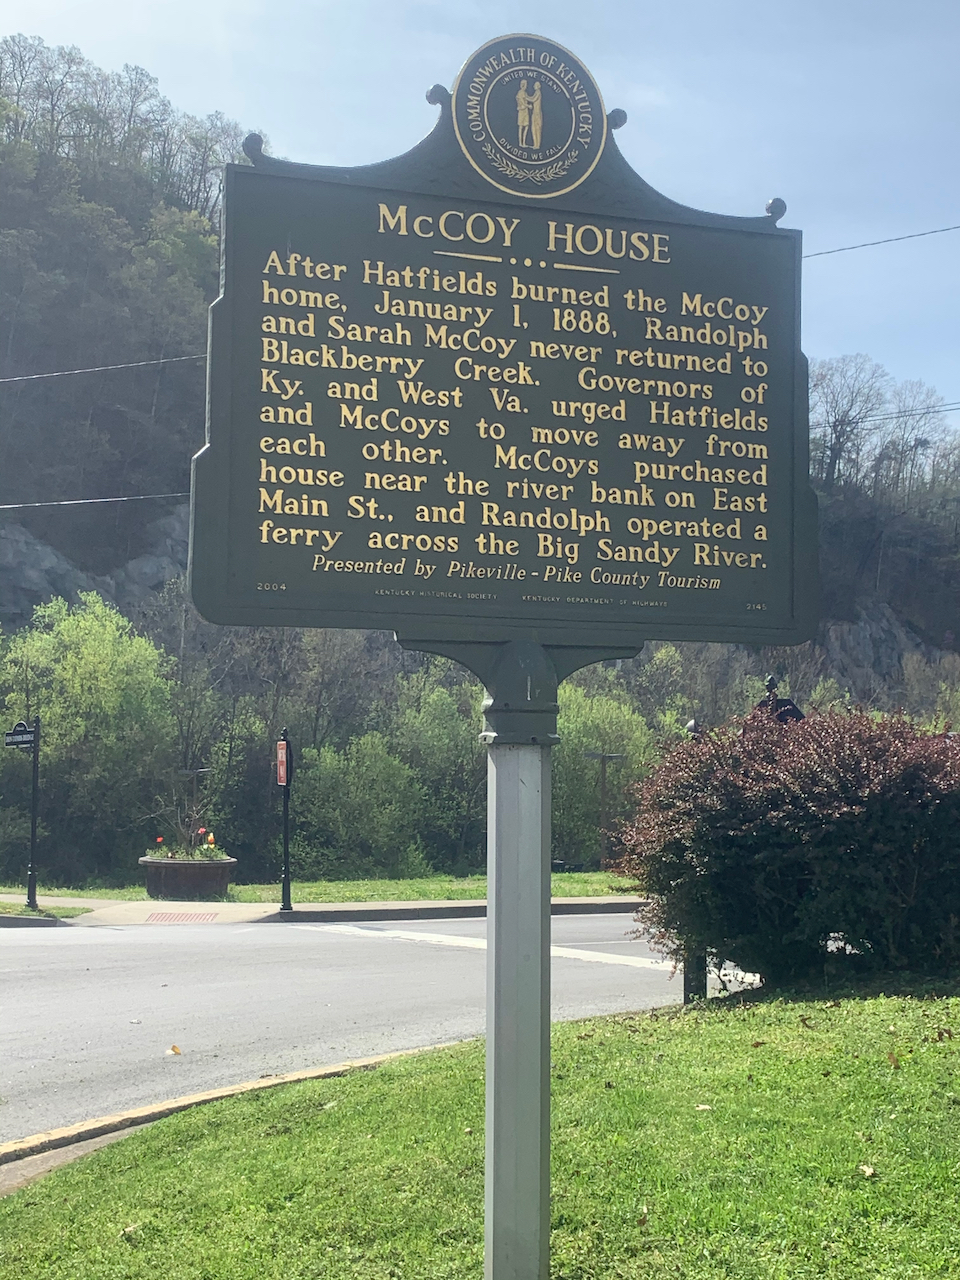 COMMONWEALTH OF KENTUCKY
UNITED WE STAND
DIVIDED WE FALL
McCOY HOUSE
After Hatfields burned the McCoy
home, January 1, 1888, Randolph
and Sarah McCoy never returned to
Blackberry Creek. Governors of
Ky. and West Va. urged Hatfields
and McCoys to move away from
each other. McCoys purchased
house near the river bank on East
Main St., and Randolph operated a
ferry across the Big Sandy River.
Presented by Pikeville-Pike County Tourism
2004 KENTUCKY HISTORICAL SOCIETY KENTUCKY DEPARTMENT OF HIGHWAYS 2145